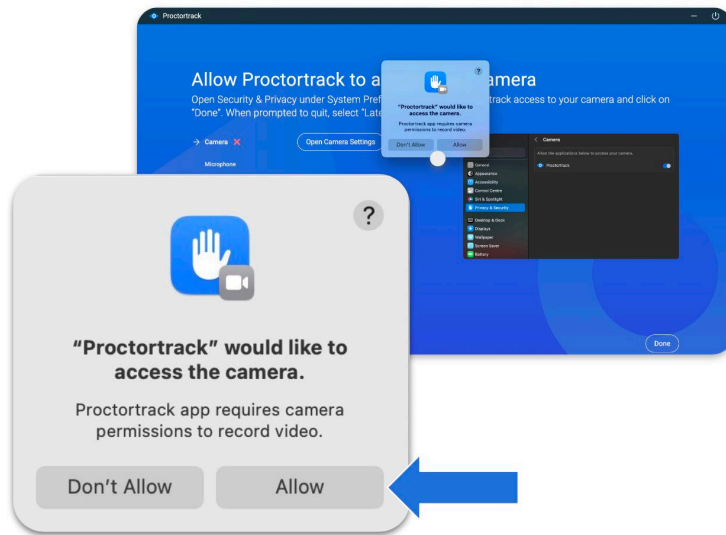 Proctortrack
Allow Proctortrack to a amera
Open Security & Privacy under System Pref track access to your camera and click on
"Done". When prompted to quit, select "Late
?
"Proctortrack" would like to
access the camera.
Proctortrack app requires camera
permissions to record video.
Don't Allow Allow
→ Camera ✕ Open Camera Settings
Microphone
< Camera
Allow the applications below to access your camera.
Proctortrack
General
Appearance
Accessibility
Control Centre
Siri & Spotlight
Privacy & Security
Desktop & Dock
Displays
Wallpaper
Screen Saver
Battery
Done
?
"Proctortrack" would like to
access the camera.
Proctortrack app requires camera
permissions to record video.
Don't Allow Allow